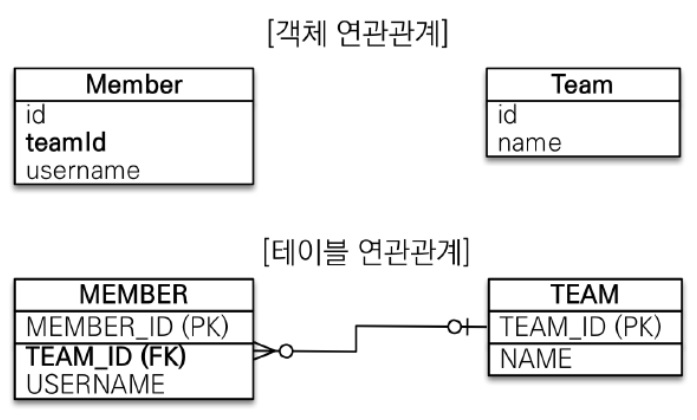 [객체 연관관계]
Member
id
teamId
username
Team
id
name
[테이블 연관관계]
MEMBER
MEMBER_ID (PK)
TEAM_ID (FK)
USERNAME
TEAM
TEAM_ID (PK)
NAME